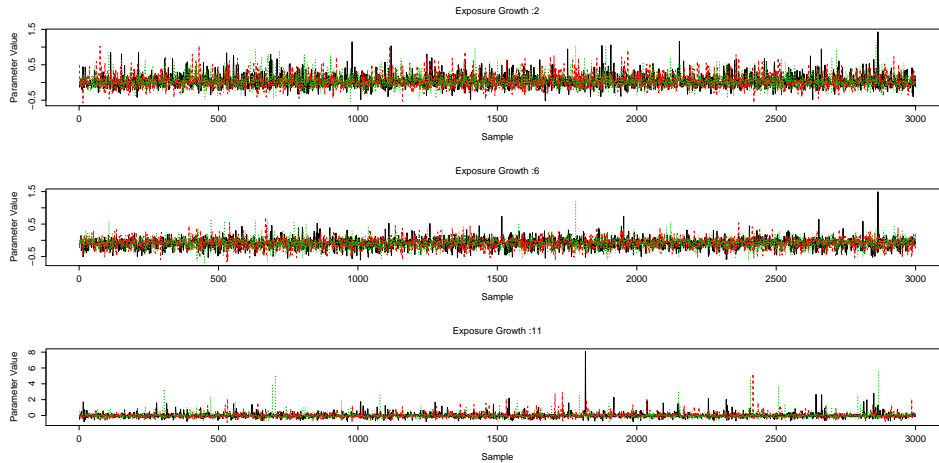 Exposure Growth :2
Parameter Value
1.5
0.5
−0.5
0 500 1000 1500 2000 2500 3000
Sample
Exposure Growth :6
Parameter Value
1.5
0.5
−0.5
0 500 1000 1500 2000 2500 3000
Sample
Exposure Growth :11
Parameter Value
8
6
4
2
0
0 500 1000 1500 2000 2500 3000
Sample